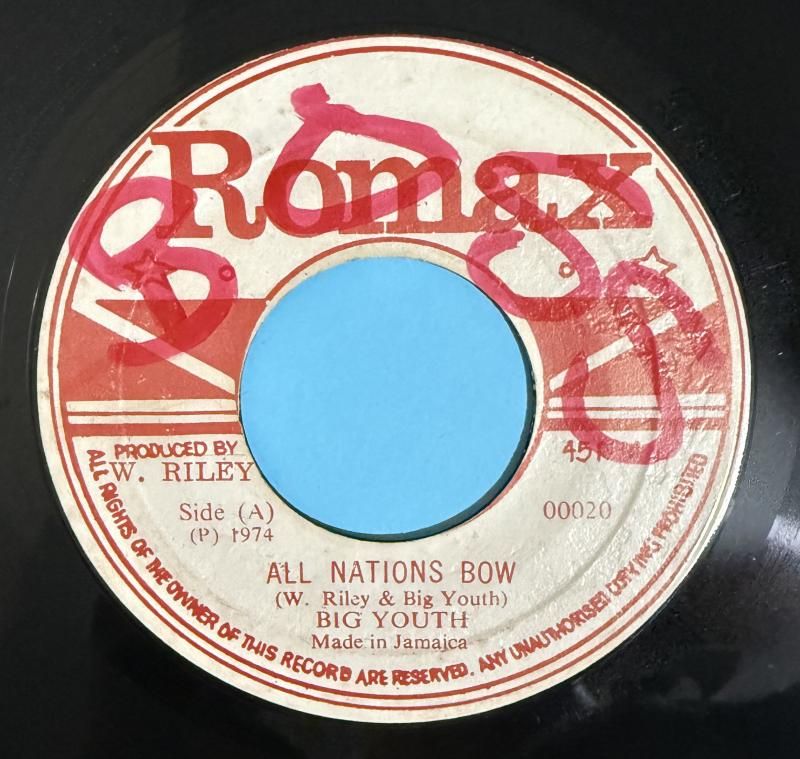 Romax
PRODUCED BY
W. RILEY
Side (A)
(P) 1974
00020
ALL NATIONS BOW
(W. Riley & Big Youth)
BIG YOUTH
Made in Jamaica
ALL RIGHTS OF THE OWNER OF THIS RECORD ARE RESERVED. ANY UNAUTHORISED COPYING PROHIBITED